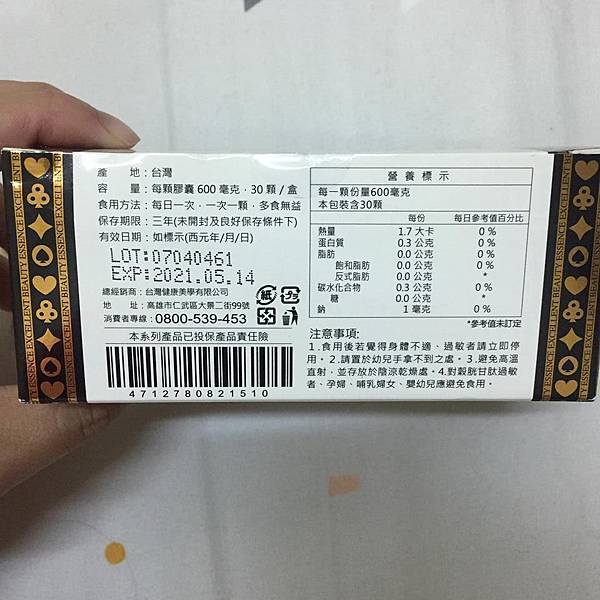 產　　地：台灣
容　　量：每顆膠囊600毫克，30顆／盒
食用方法：每日一次，一次一顆，多食無益
保存期限：三年(未開封及良好保存條件下)
有效日期：如標示(西元年/月/日)
LOT:07040461
EXP:2021.05.14
總經銷商：台灣健康美學有限公司
地　　址：高雄市仁武區大景二街99號
消費者專線：0800-539-453
本系列產品已投保產品責任險
4712780821510
營養標示
每一顆份量600毫克
本包裝含30顆
每份　每日參考值百分比
熱量　1.7 大卡　0 %
蛋白質　0.3 公克　0 %
脂肪　0.0 公克　0 %
飽和脂肪　0.0 公克　0 %
反式脂肪　0.0 公克　*
碳水化合物　0.3 公克　0 %
糖　0.0 公克　*
鈉　1 毫克　0 %
*參考值未訂定
注意事項:
1.食用後若覺得身體不適、過敏者請立即停
用。2.請置於幼兒手拿不到之處。3.避免高溫
直射，並存放於陰涼乾燥處。4.對穀胱甘肽過敏
者、孕婦、哺乳婦女、嬰幼兒應避免食用。
BEAUTY ESSENCE EXCELLENT
BEAUTY ESSENCE EXCELLENT